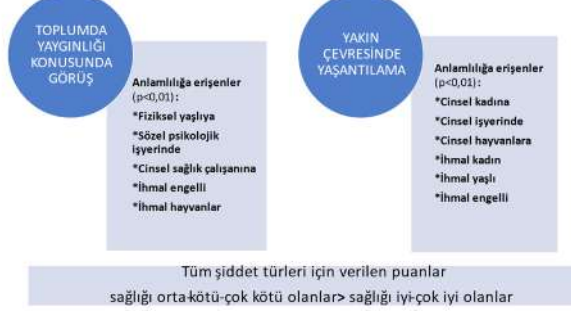 TOPLUMDA
YAYGINLIĞI
KONUSUNDA
GÖRÜŞ
Anlamlılığa erişenler
(p<0,01):
*Fiziksel yaşlıya
*Sözel psikolojik
işyerinde
*Cinsel sağlık çalışanına
*İhmal engelli
*İhmal hayvanlar
YAKIN
ÇEVRESİNDE
YAŞANTILAMA
Anlamlılığa erişenler
(p<0,01):
*Cinsel kadına
*Cinsel işyerinde
*Cinsel hayvanlara
*İhmal kadın
*İhmal yaşlı
*İhmal engelli
Tüm şiddet türleri için verilen puanlar
sağlığı orta-kötü-çok kötü olanlar> sağlığı iyi-çok iyi olanlar